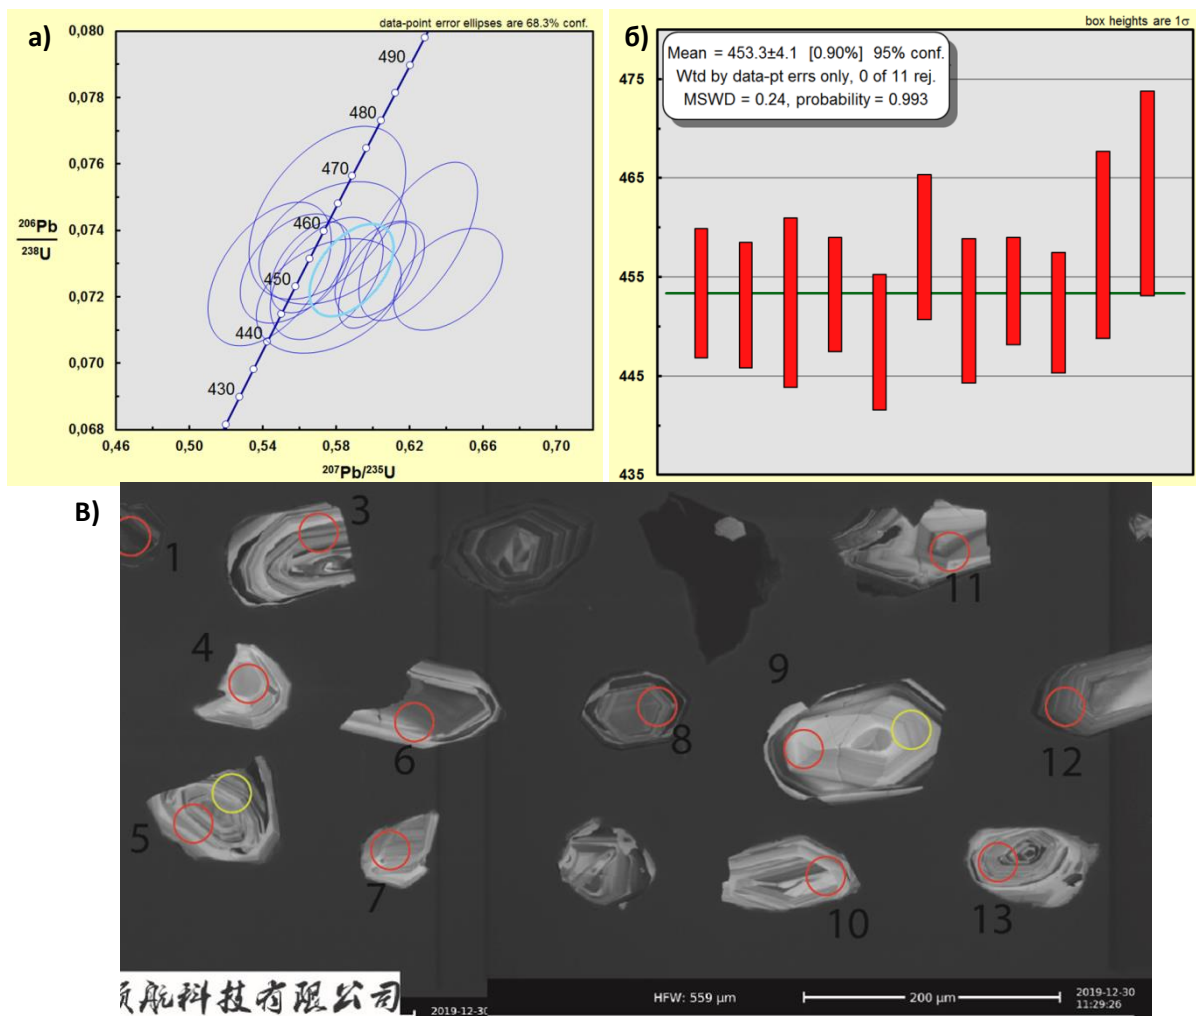 а)
data-point error ellipses are 68.3% conf.
0,080
0,078
0,076
0,074
0,072
0,070
0,068
206Pb
238U
490
480
470
460
450
440
430
0,46
0,50
0,54
0,58
0,62
0,66
0,70
207Pb/235U
б)
box heights are 1σ
Mean = 453.3±4.1 [0.90%] 95% conf.
Wtd by data-pt errs only, 0 of 11 rej.
MSWD = 0.24, probability = 0.993
475
465
455
445
435
В)
1
3
11
4
9
6
8
12
5
7
10
13
航科技有限公司
2019-12-30
HFW: 559 µm
200 µm
2019-12-30
11:29:26